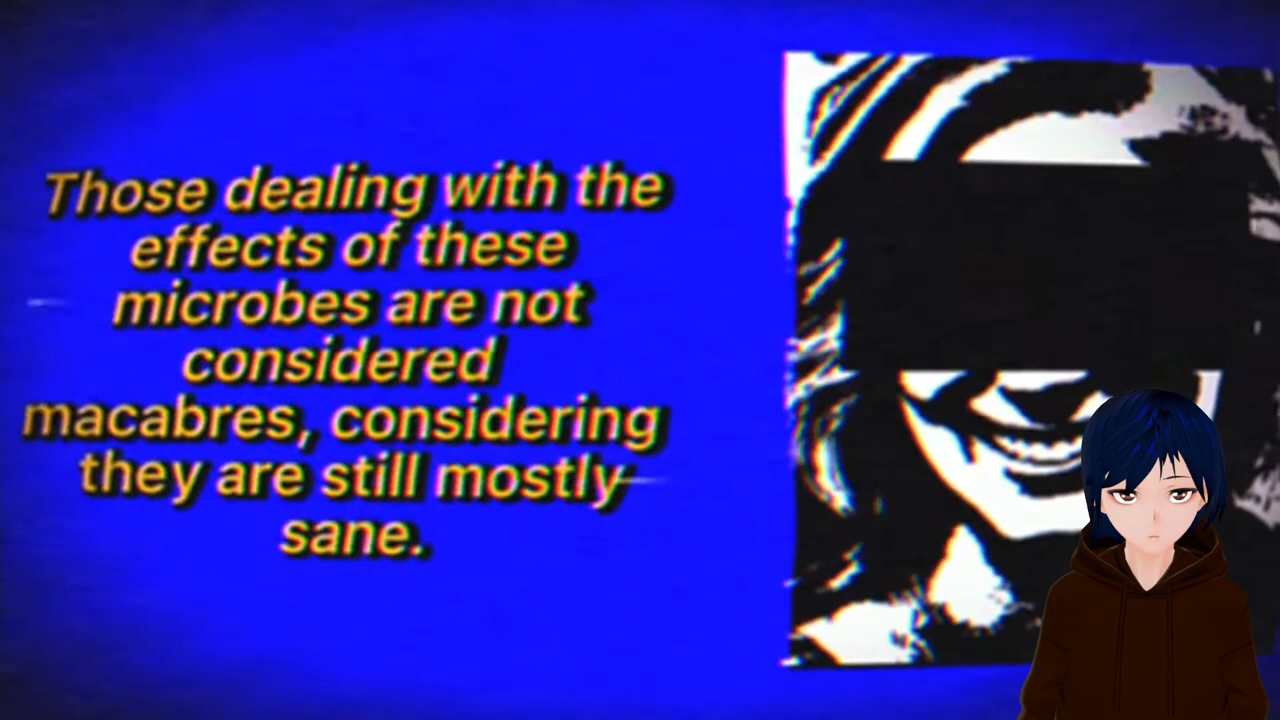 Those dealing with the
effects of these
microbes are not
considered
macabres, considering
they are still mostly
sane.